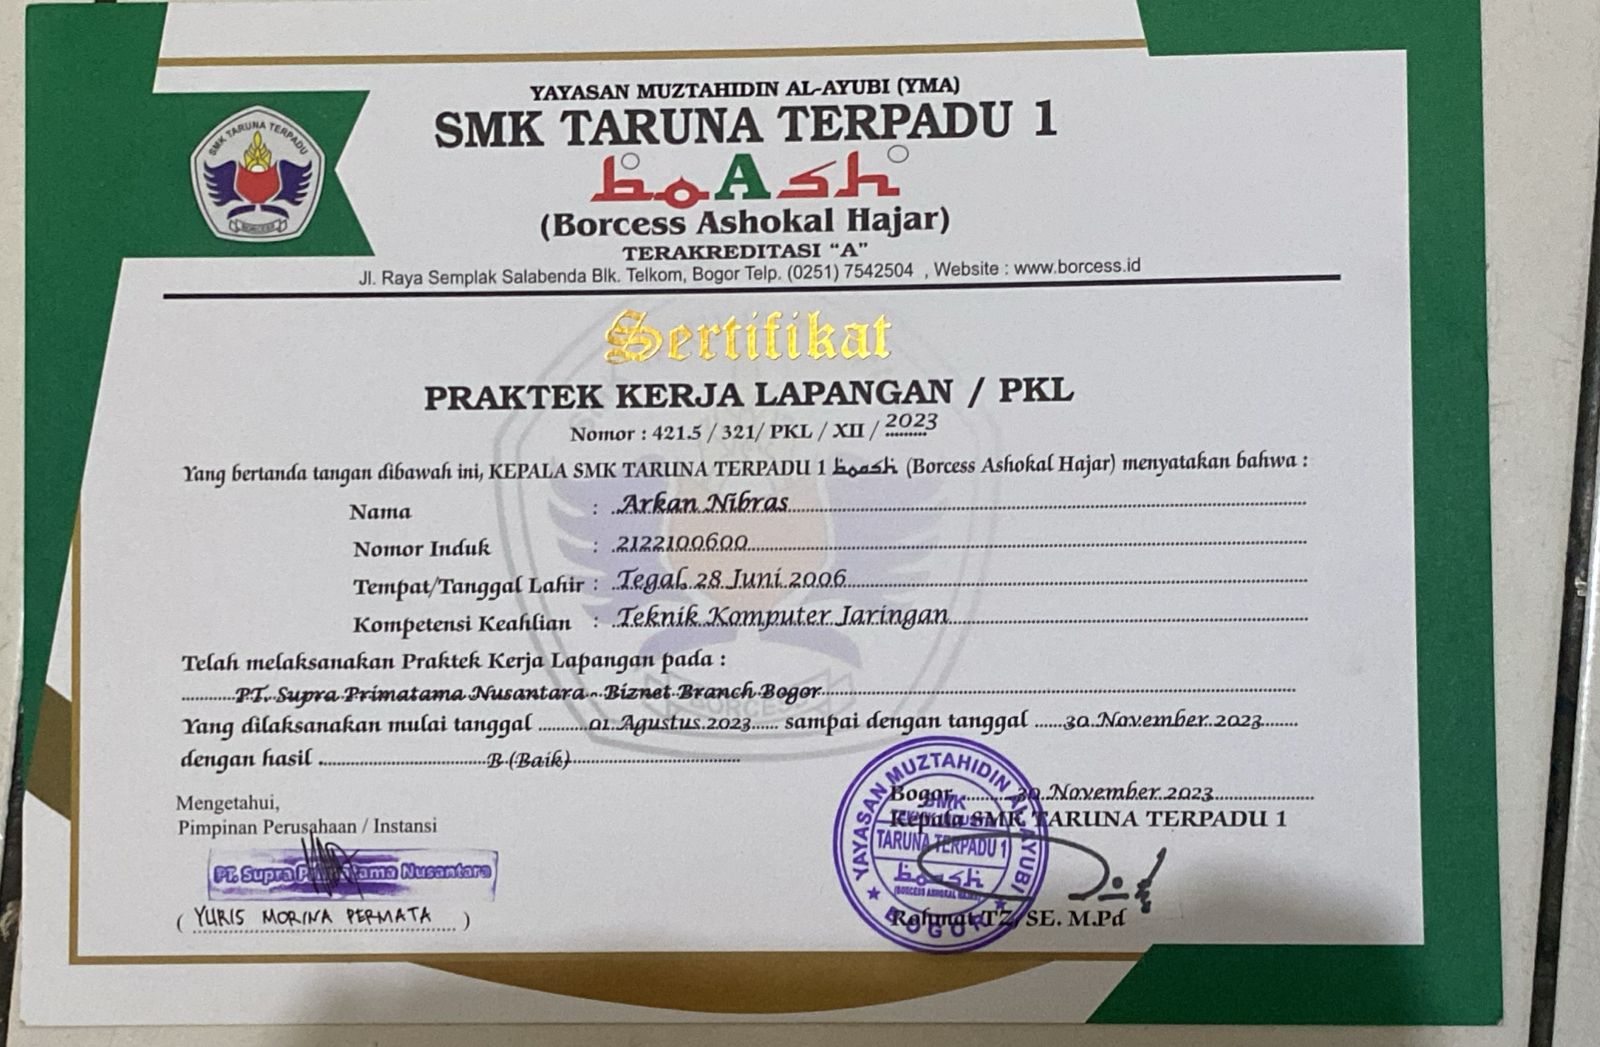 YAYASAN MUZTAHIDIN AL-AYUBI (YMA)
SMK TARUNA TERPADU 1
SMK TARUNA TERPADU
BORCESS
boAsh
(Borcess Ashokal Hajar)
TERAKREDITASI “A”
Jl. Raya Semplak Salabenda Blk. Telkom, Bogor Telp. (0251) 7542504 , Website : www.borcess.id
Sertifikat
PRAKTEK KERJA LAPANGAN / PKL
Nomor : 421.5 / 321/ PKL / XII / 2023
Yang bertanda tangan dibawah ini, KEPALA SMK TARUNA TERPADU 1 boash (Borcess Ashokal Hajar) menyatakan bahwa :
Nama : Arkan Nibras
Nomor Induk : 2122100600
Tempat/Tanggal Lahir : Tegal, 28 Juni 2006
Kompetensi Keahlian : Teknik Komputer Jaringan
Telah melaksanakan Praktek Kerja Lapangan pada :
PT. Supra Primatama Nusantara - Biznet Branch Bogor
Yang dilaksanakan mulai tanggal 01 Agustus 2023 sampai dengan tanggal 30 November 2023
dengan hasil B (Baik)
Mengetahui,
Pimpinan Perusahaan / Instansi
PT. Supra Primatama Nusantara
( YURIS MORINA PERMATA )
Bogor, 30 November 2023
Kepala SMK TARUNA TERPADU 1
YAYASAN MUZTAHIDIN AL-AYUBI
SMK
TARUNA TERPADU 1
boash
(BORCESS ASHOKAL HAJAR)
BOGOR
TZ, SE. M.Pd